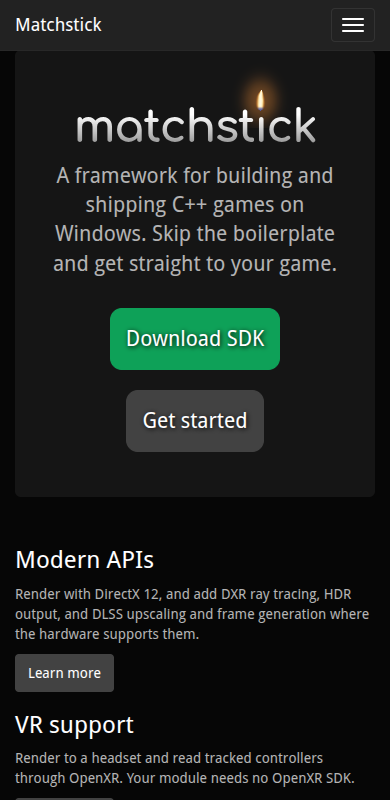 Matchstick
matchstick
A framework for building and
shipping C++ games on
Windows. Skip the boilerplate
and get straight to your game.
Download SDK
Get started
Modern APIs
Render with DirectX 12, and add DXR ray tracing, HDR
output, and DLSS upscaling and frame generation where
the hardware supports them.
Learn more
VR support
Render to a headset and read tracked controllers
through OpenXR. Your module needs no OpenXR SDK.